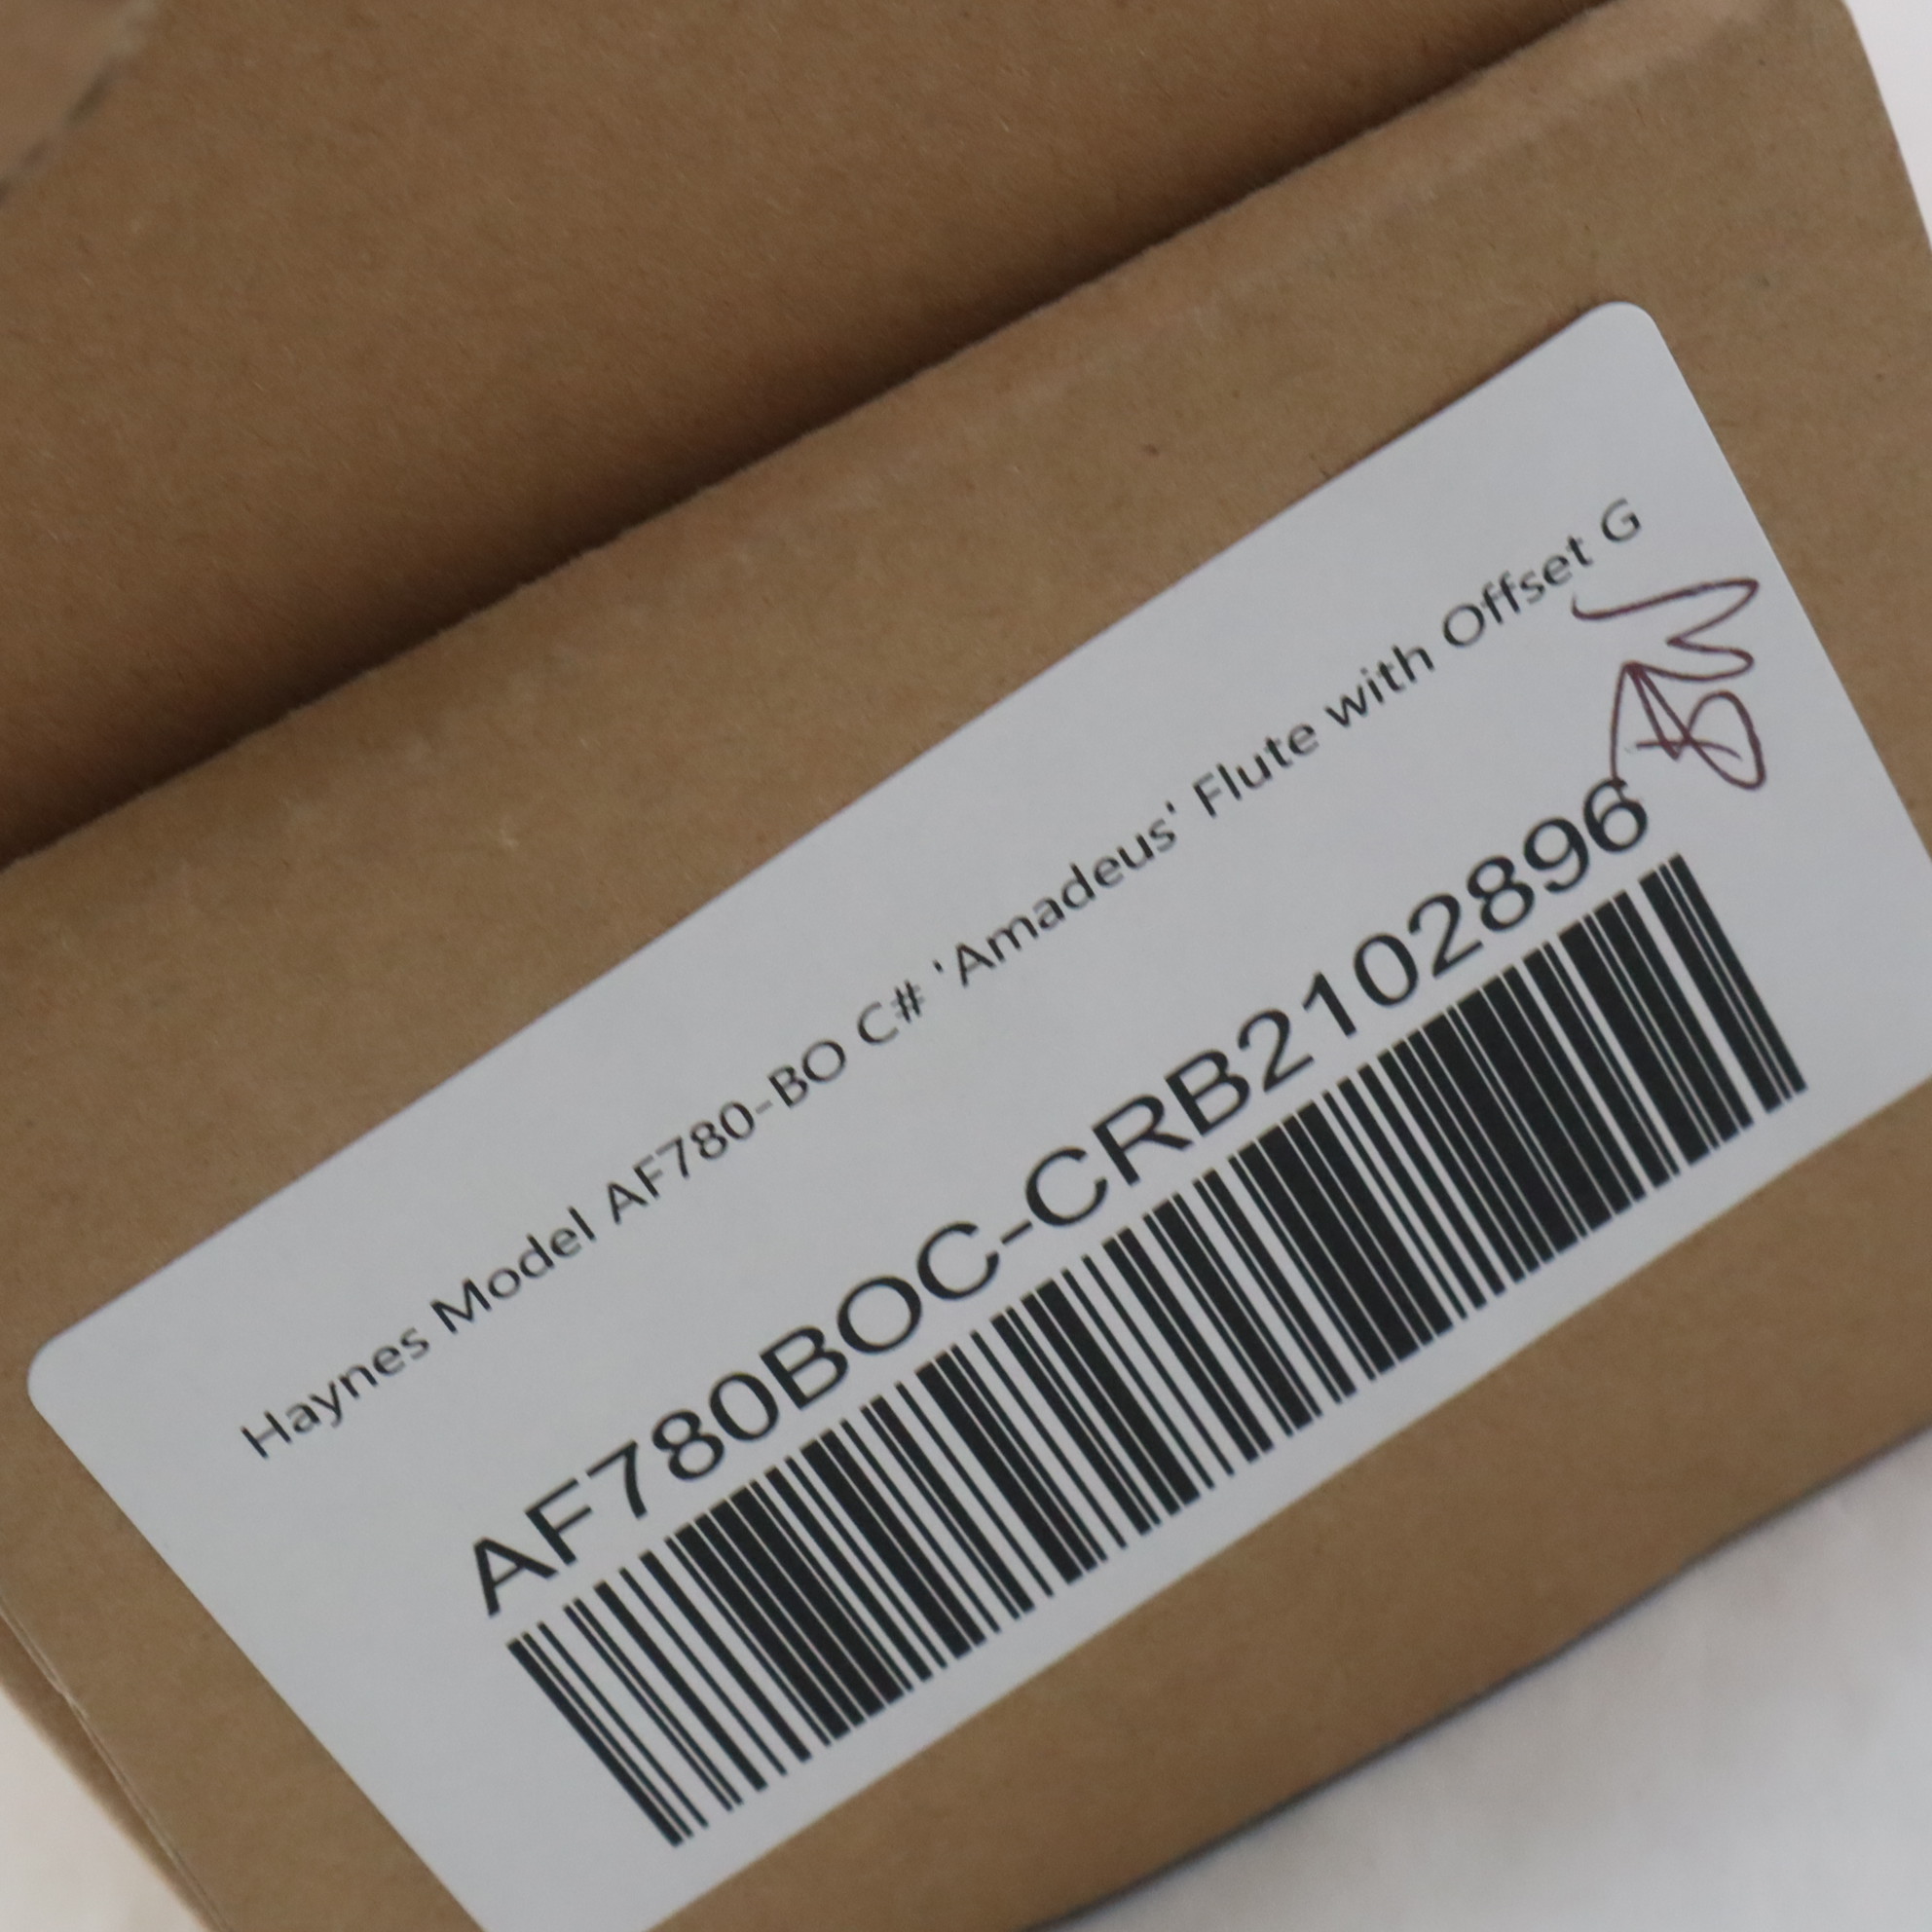 Haynes Model AF780-BO C# 'Amadeus' Flute with Offset G
AF780BOC-CRB2102896